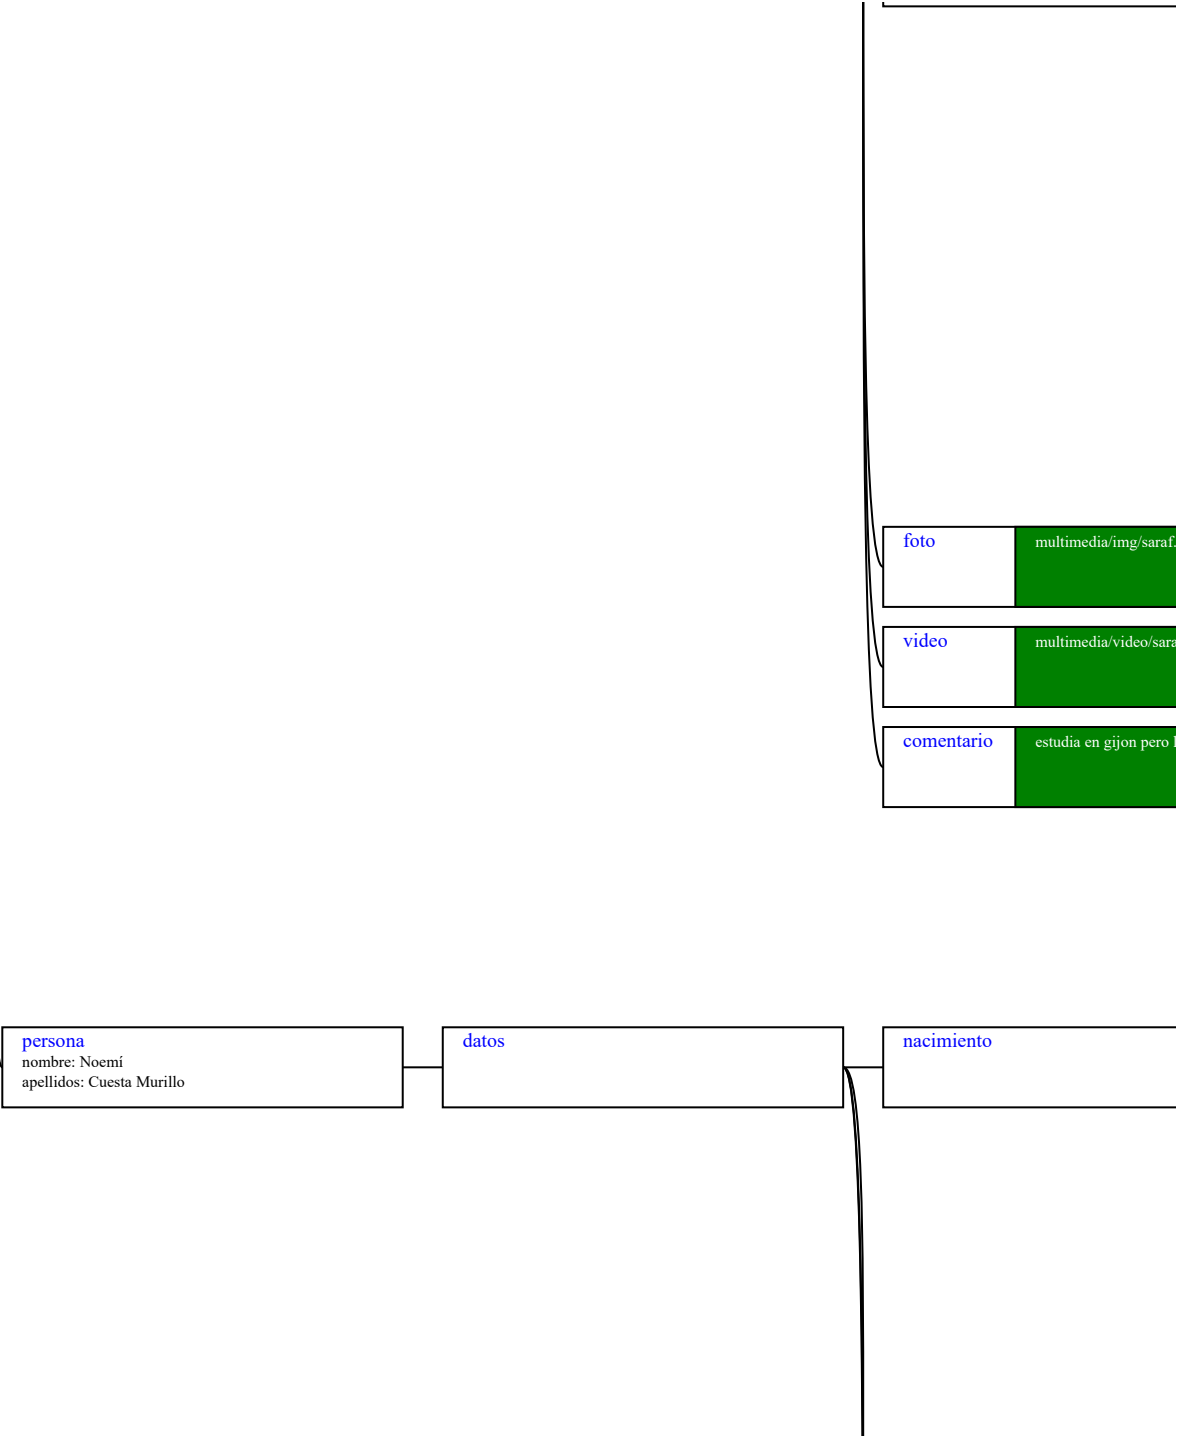 foto
multimedia/img/saraf.
video
multimedia/video/sara
comentario
estudia en gijon pero
persona
nombre: Noemí
apellidos: Cuesta Murillo
datos
nacimiento